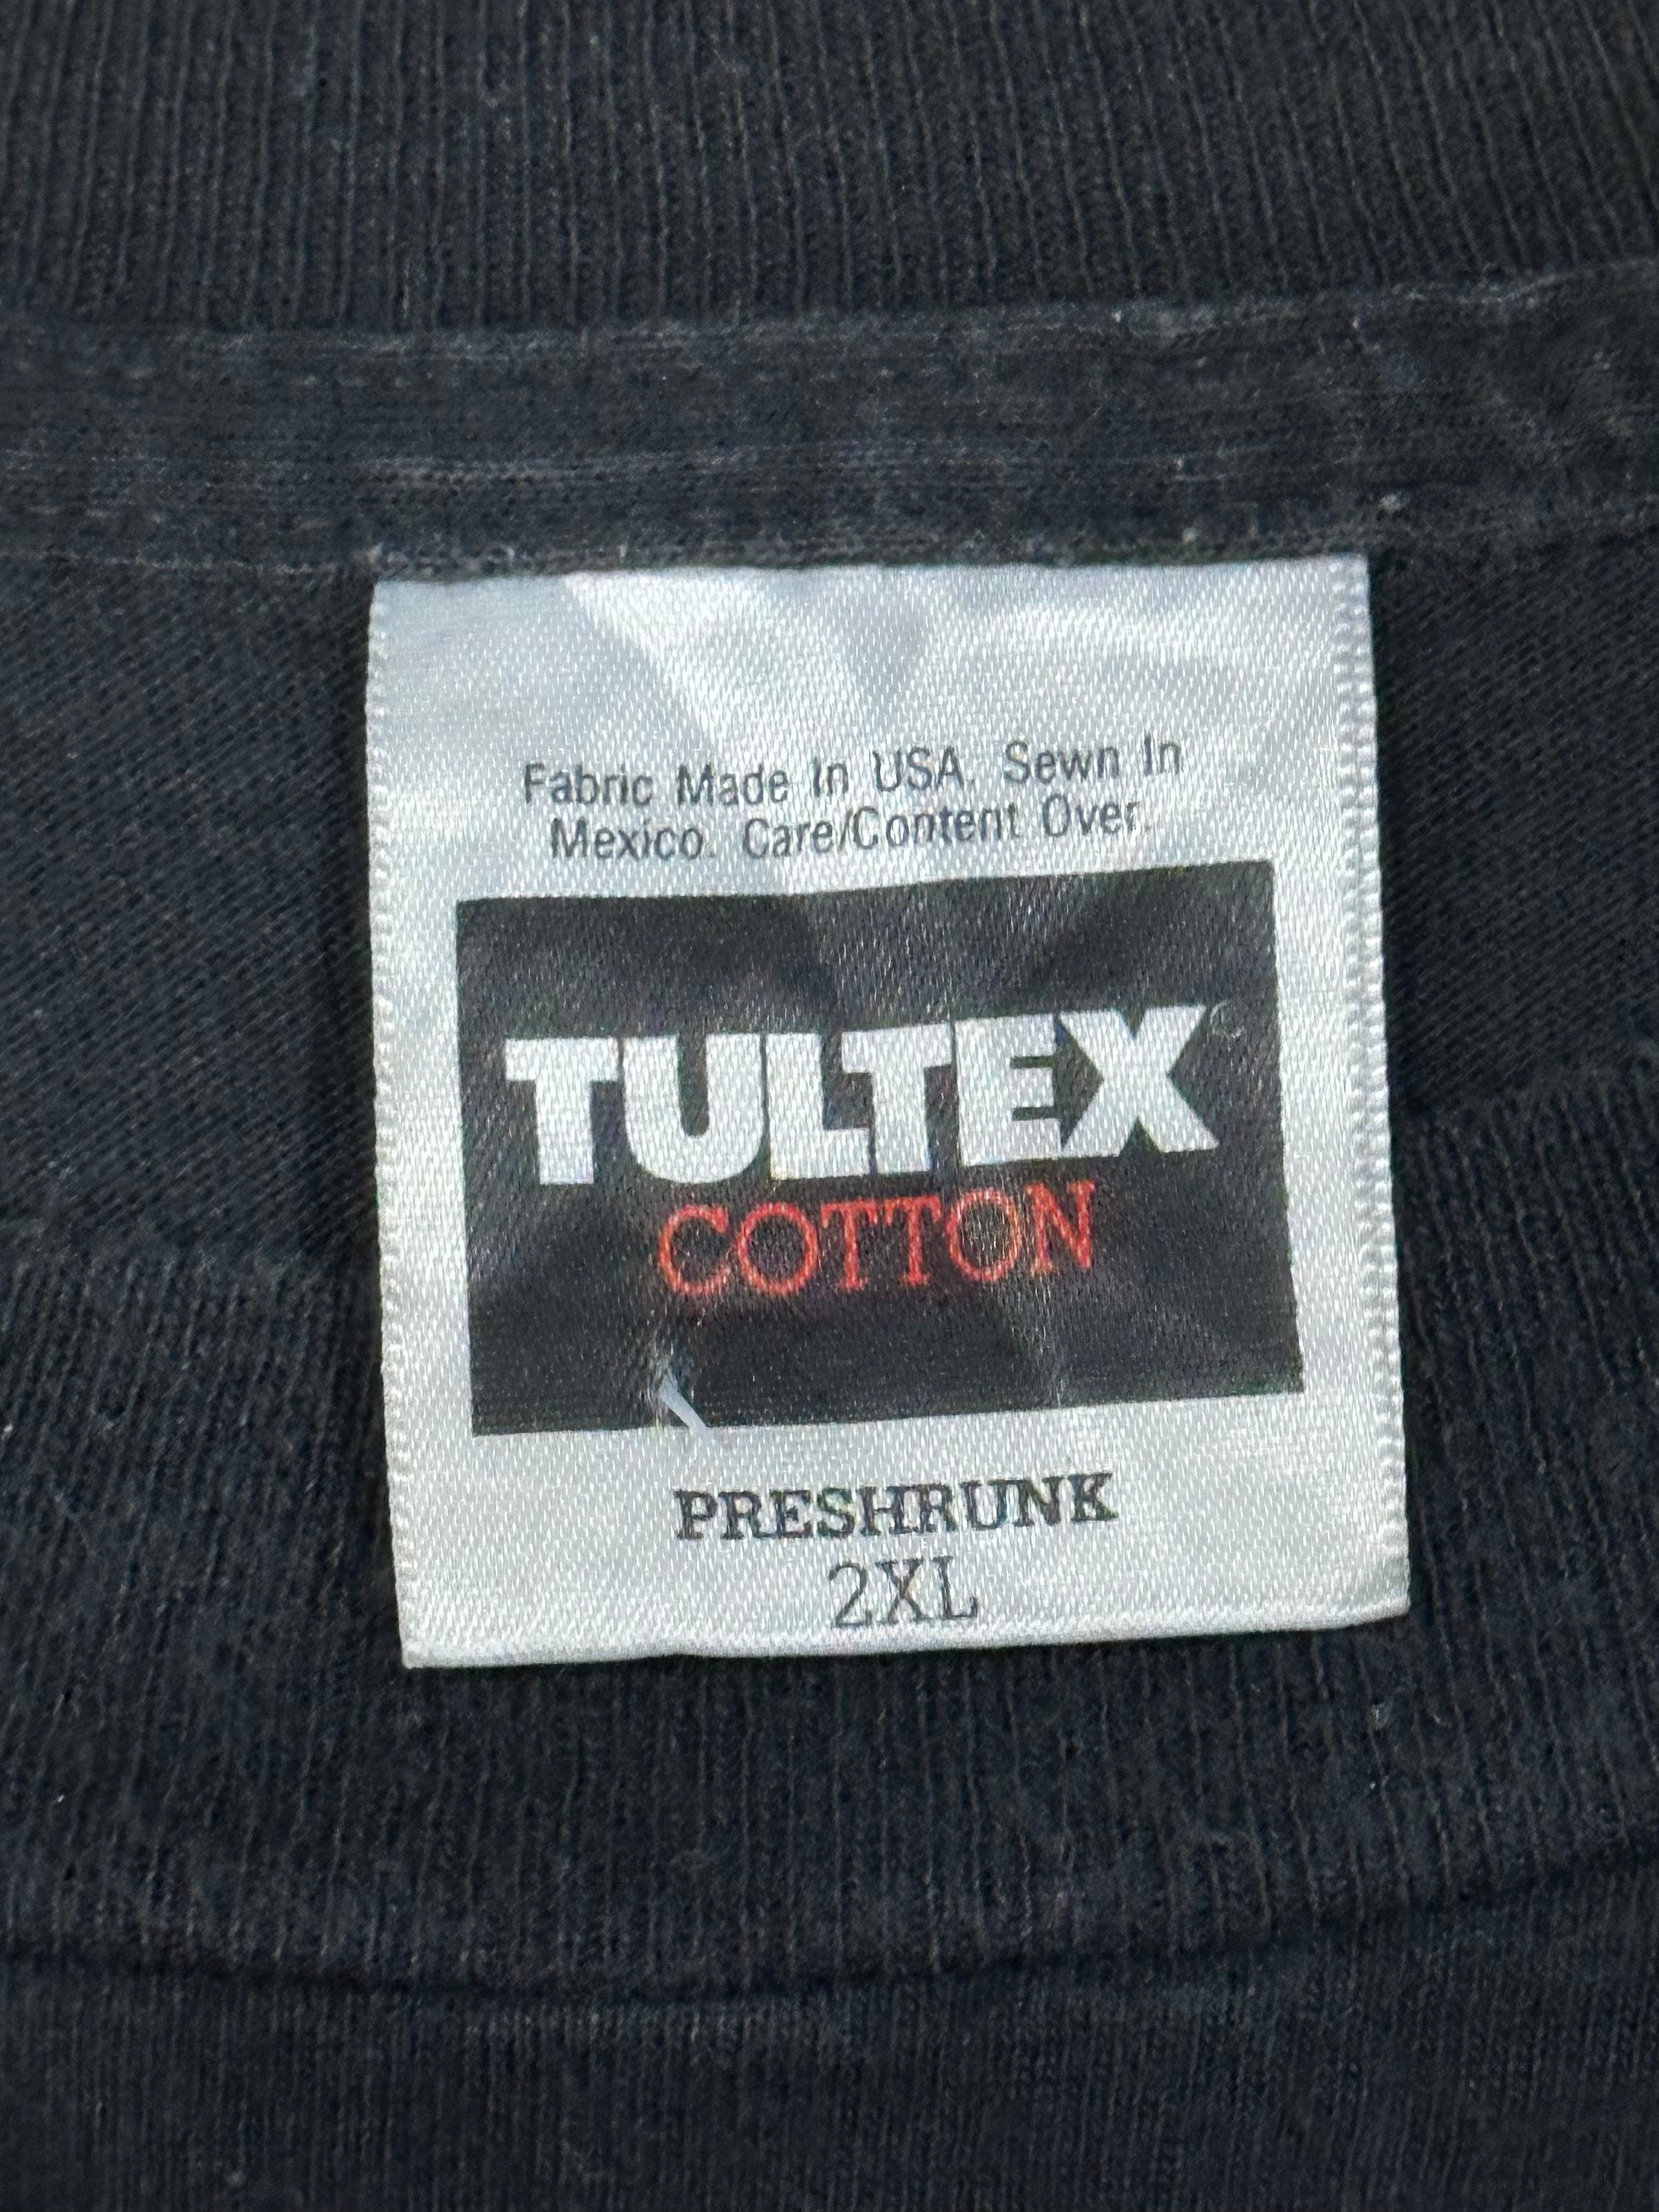 Fabric Made In USA. Sewn In
Mexico. Care/Content Over.
TULTEX®
COTTON
PRESHRUNK
2XL